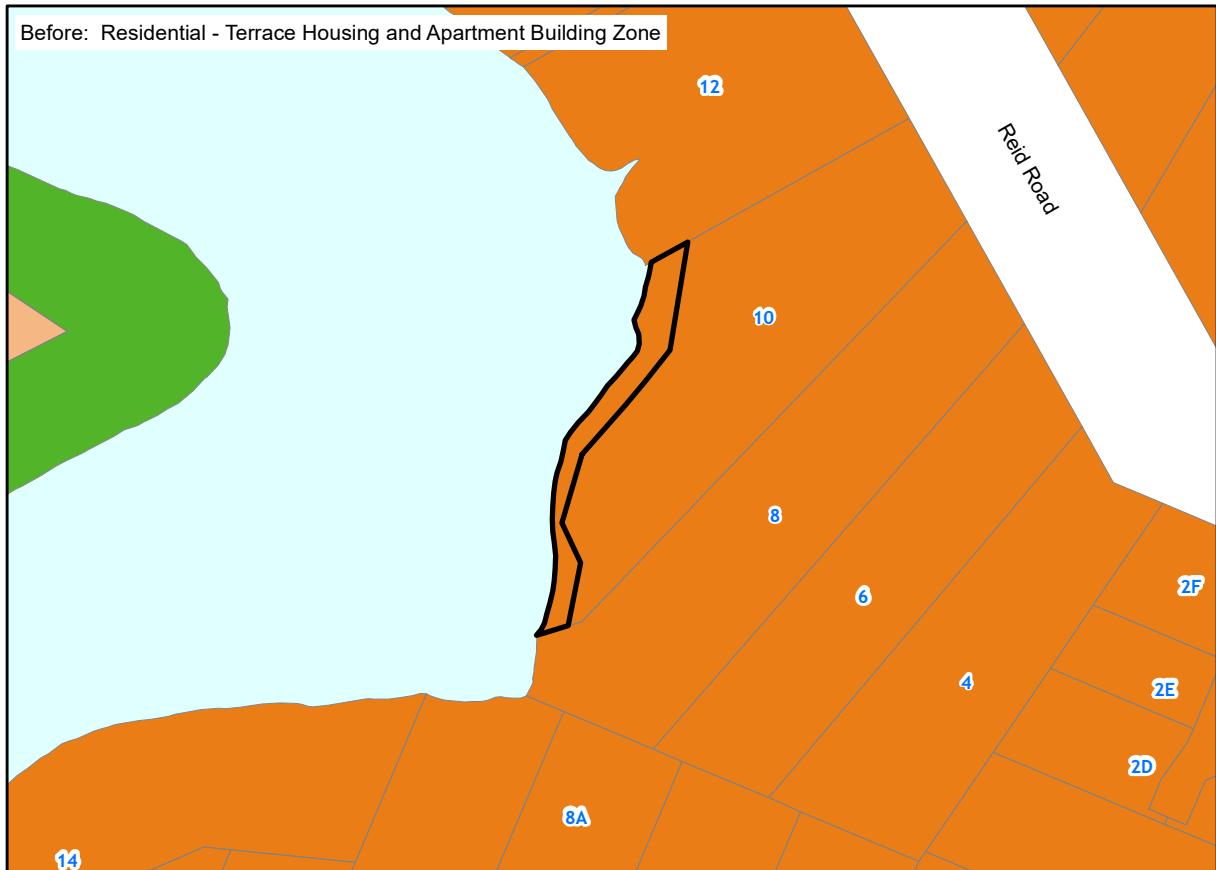 Before: Residential - Terrace Housing and Apartment Building Zone
12
Reid Road
10
8
2F
6
4
2E
2D
8A
14